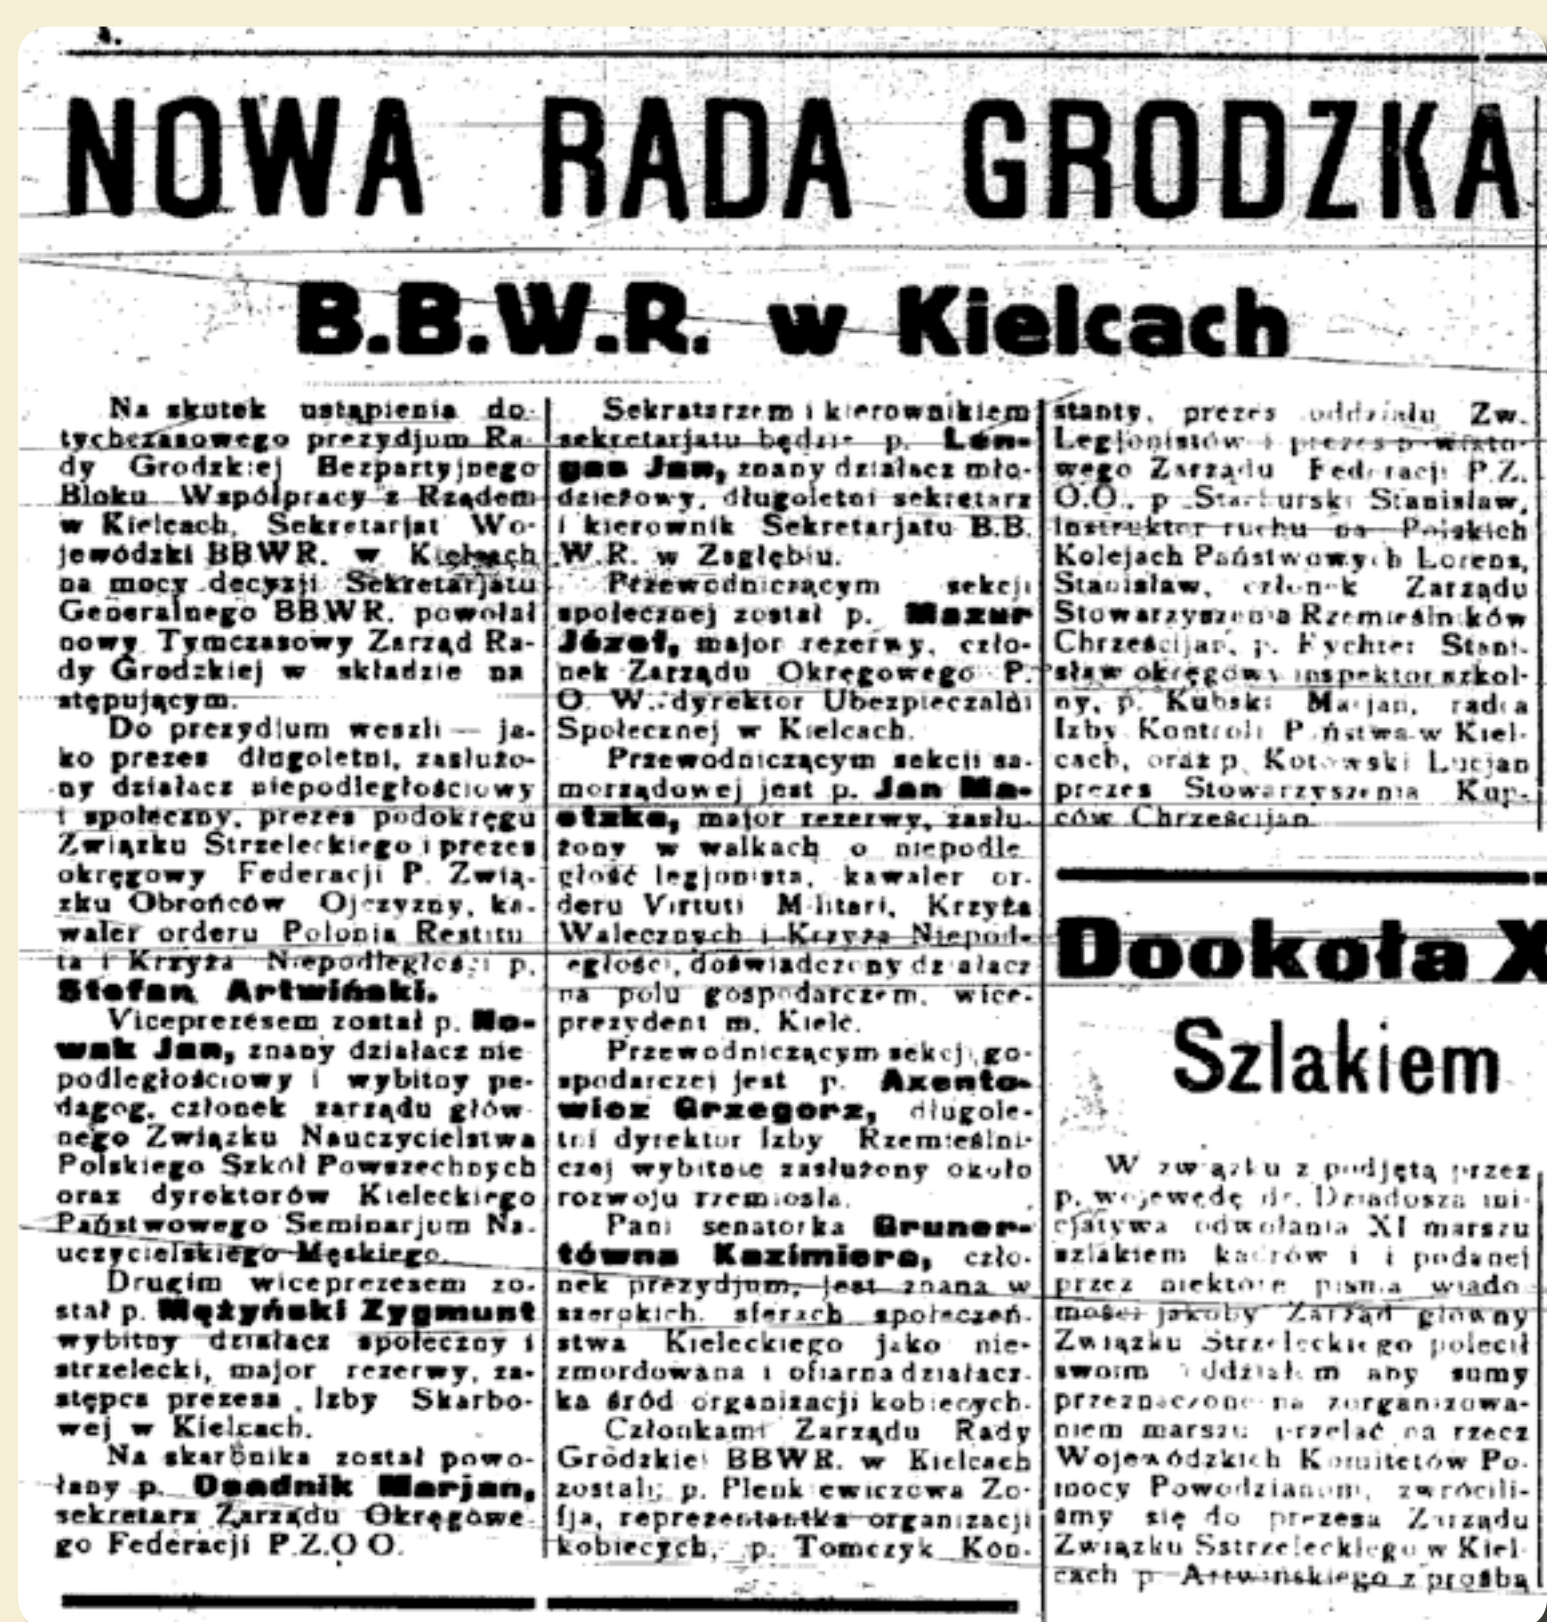 NOWA RADA GRODZKA
B.B.W.R. w Kielcach
Na skutek ustąpienia do-
tychczasowego prezydjum Ra-
dy Grodzkiej Bezpartyjnego
Bloku Współpracy z Rządem
w Kielcach, Sekretarjat Wo-
jewódzki BBWR. w Kielcach
na mocy decyzji Sekretarjatu
Generalnego BBWR. powołał
nowy Tymczasowy Zarząd Ra-
dy Grodzkiej w składzie na
stępującym.
Do prezydjum weszli — ja-
ko prezes długoletni, zasłużo-
ny działacz niepodległościowy
i społeczny, prezes podokręgu
Związku Strzeleckiego i prezes
okręgowy Federacji P. Zwią-
zku Obrońców Ojczyzny, ka-
waler orderu Polonia Restitu
ta i Krzyża Niepodległości p.
Stefan Artwiński.
Viceprezesem został p. No-
wak Jan, znany działacz nie
podległościowy i wybitny pe-
dagog, członek zarządu głów
nego Związku Nauczycielstwa
Polskiego Szkół Powszechnych
oraz dyrektorów Kieleckiego
Państwowego Seminarjum Na-
uczycielskiego Męskiego.
Drugim wiceprezesem zo-
stał p. Mężyński Zygmunt
wybitny działacz społeczny i
strzelecki, major rezerwy, za-
stępca prezesa Izby Skarbo-
wej w Kielcach.
Na skarbnika został powo-
łany p. Osadnik Marjan,
sekretarz Zarządu Okręgowe-
go Federacji P.Z.O O.
Sekretarzem i kierownikiem
sekretarjatu będzie p. Lon-
gas Jan, znany działacz mło-
dzieżowy, długoletni sekretarz
i kierownik Sekretarjatu B.B.
W.R. w Zagłębiu.
Przewodniczącym sekcji
społecznej został p. Mazur
Józef, major rezerwy, czło-
nek Zarządu Okręgowego P.
O. W. dyrektor Ubezpieczalni
Społecznej w Kielcach.
Przewodniczącym sekcji sa-
morządowej jest p. Jan Ma-
major rezerwy, zasłu-
żony w walkach o niepodle
głość legjonista, kawaler or-
deru Virtuti Militari, Krzyża
Walecznych i Krzyża Niepod-
egłości, doświadczony działacz
na polu gospodarczem, wice-
prezydent m. Kielc.
Przewodniczącym sekcj go-
spodarczej jest p. Axento-
wicz Grzegorz, długole-
tni dyrektor Izby Rzemieślni-
czej wybitnie zasłużony około
rozwoju rzemiosła.
Pani senatorka Gruner-
tówna Kazimiera, czło-
nek prezydjum, jest znana w
szerokich sferach społeczeń-
stwa Kieleckiego jako nie-
zmordowana i ofiarna działacz-
ka śród organizacji kobiecych.
Członkami Zarządu Rady
Grodzkiej BBWR. w Kielcach
zostali; p. Plenkiewiczowa Zo-
fja, reprezentantka organizacji
kobiecych, p. Tomczyk Kon-
stanty, prezes oddziału Zw.
Legjonistów i prezes powiato-
wego Zarządu Federacji P.Z.
O.O., p Starburski Stanisław,
instruktor ruchu na Polskich
Kolejach Państwowych Lorens,
Stanisław, członek Zarządu
Stowarzyszenia Rzemieślników
Chrześcijan, p. Rychter Stani-
sław okręgowy inspektor szkol-
ny, p. Kubski Marjan, radca
Izby Kontroli Państwa w Kiel-
cach, oraz p. Kotowski Lucjan
prezes Stowarzyszenia Kup-
ców Chrześcijan.
Dookoła X
Szlakiem
W związku z podjętą przez
p. wojewodę dr. Dziadosza ini-
cjatywa odwołania XI marszu
szlakiem kadrów i i podanej
przez niektóre pisma wiado
mości jakoby Zarząd główny
Związku Strzeleckiego polecił
swoim oddziałom aby sumy
przeznaczone na zorganizowa-
niem marszu przelać na rzecz
Wojewódzkich Komitetów Po-
mocy Powodzianom, zwrócili-
śmy się do prezesa Zarządu
Związku Sstrzeleckiego w Kiel-
cach p Artwińskiego z prośbą